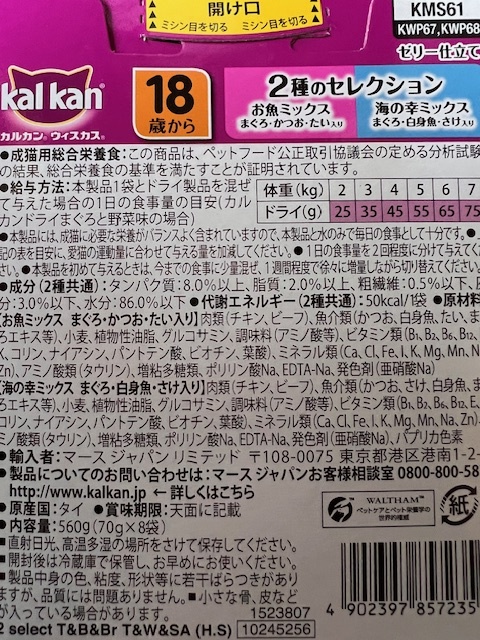 開け口
ミシン目を切る
ミシン目を切る
KMS61
KWP67,KWP68
ゼリー仕立て
kal kan
カルカン ウィスカス
18
歳から
2種のセレクション
お魚ミックス
まぐろ・かつお・たい入り
海の幸ミックス
まぐろ・白身魚・さけ入り
●成猫用総合栄養食:この商品は、ペットフード公正取引協議会の定める分析試験
の結果、総合栄養食の基準を満たすことが証明されています。
●給与方法:本製品1袋とドライ製品を混ぜ
て与えた場合の1日の食事量の目安(カル
カンドライまぐろと野菜味の場合)
体重(kg) 2 3 4 5 6 7
ドライ(g) 25 35 45 55 65 75
●本製品には、成猫に必要な栄養がバランスよく含まれていますので、本製品と水のみで毎日の食事として十分です。●
記の表を目安に、愛猫の運動量に合わせて与える量を加減してください。●1日の食事量を2回程度に分けて与えてく
さい。●本製品を初めて与えるときは、今までの食事に少量混ぜ、1週間程度で徐々に増量しながら切り替えてください。
●成分(2種共通):タンパク質:8.0%以上、脂質:2.0%以上、粗繊維:0.5%以下、灰
分:3.0%以下、水分:86.0%以下 ●代謝エネルギー(2種共通):50kcal/1袋 ●原材料
【お魚ミックス まぐろ・かつお・たい入り】肉類(チキン、ビーフ)、魚介類(かつお、白身魚、たい、ま
ろエキス等)、小麦、植物性油脂、グルコサミン、調味料(アミノ酸等)、ビタミン類(B₁、B₂、B₆、
K、コリン、ナイアシン、パントテン酸、ビオチン、葉酸)、ミネラル類(Ca、Cl、Fe、I、K、Mg、Mn、N
Zn)、アミノ酸類(タウリン)、増粘多糖類、ポリリン酸Na、EDTA-Na、発色剤(亜硝酸Na)
【海の幸ミックス まぐろ・白身魚・さけ入り】肉類(チキン、ビーフ)、魚介類(かつお、さけ、白身魚、ま
ろエキス等)、小麦、植物性油脂、グルコサミン、調味料(アミノ酸等)、ビタミン類(B₁、B₂、B₆、B₁₂、E、
コリン、ナイアシン、パントテン酸、ビオチン、葉酸)、ミネラル類(Ca、Cl、Fe、I、K、Mg、Mn、Na、Zn)、
ミノ酸類(タウリン)、増粘多糖類、ポリリン酸Na、EDTA-Na、発色剤(亜硝酸Na)、パプリカ色素
●輸入者:マース ジャパン リミテッド 〒108-0075 東京都港区港南1-2-
●製品についてのお問い合わせは:マース ジャパンお客様相談室 0800-800-58
http://www.kalkan.jp ← 詳しくはこちら
●原産国:タイ ●賞味期限:天面に記載
●内容量:560g(70g×8袋)
WALTHAM
ペットケアとペット栄養学の
世界的権威
紙
■直射日光、高温多湿の場所をさけて保存してください。
■開封後は冷蔵庫で保管し、お早めにお使いください。
■製品中身の色、粘度、形状等に若干ばらつきがあり
ますが、品質には問題ありません。■小さな骨、皮など
が入っている場合があります。
1523807
10245256
2 select T&B&Br T&W&SA (H.S)
4 902397 857235